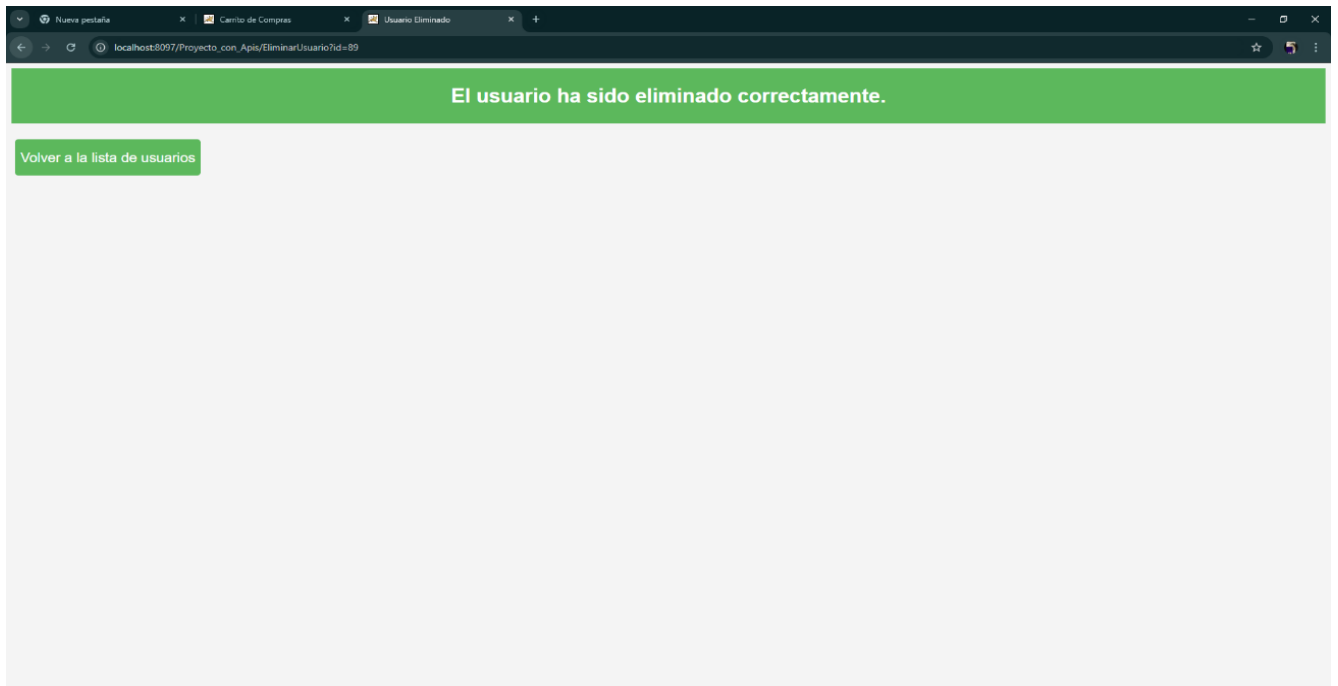 Nueva pestaña
Carrito de Compras
Usuario Eliminado
localhost:8097/Proyecto_con_Apis/EliminarUsuario?id=89
El usuario ha sido eliminado correctamente.
Volver a la lista de usuarios